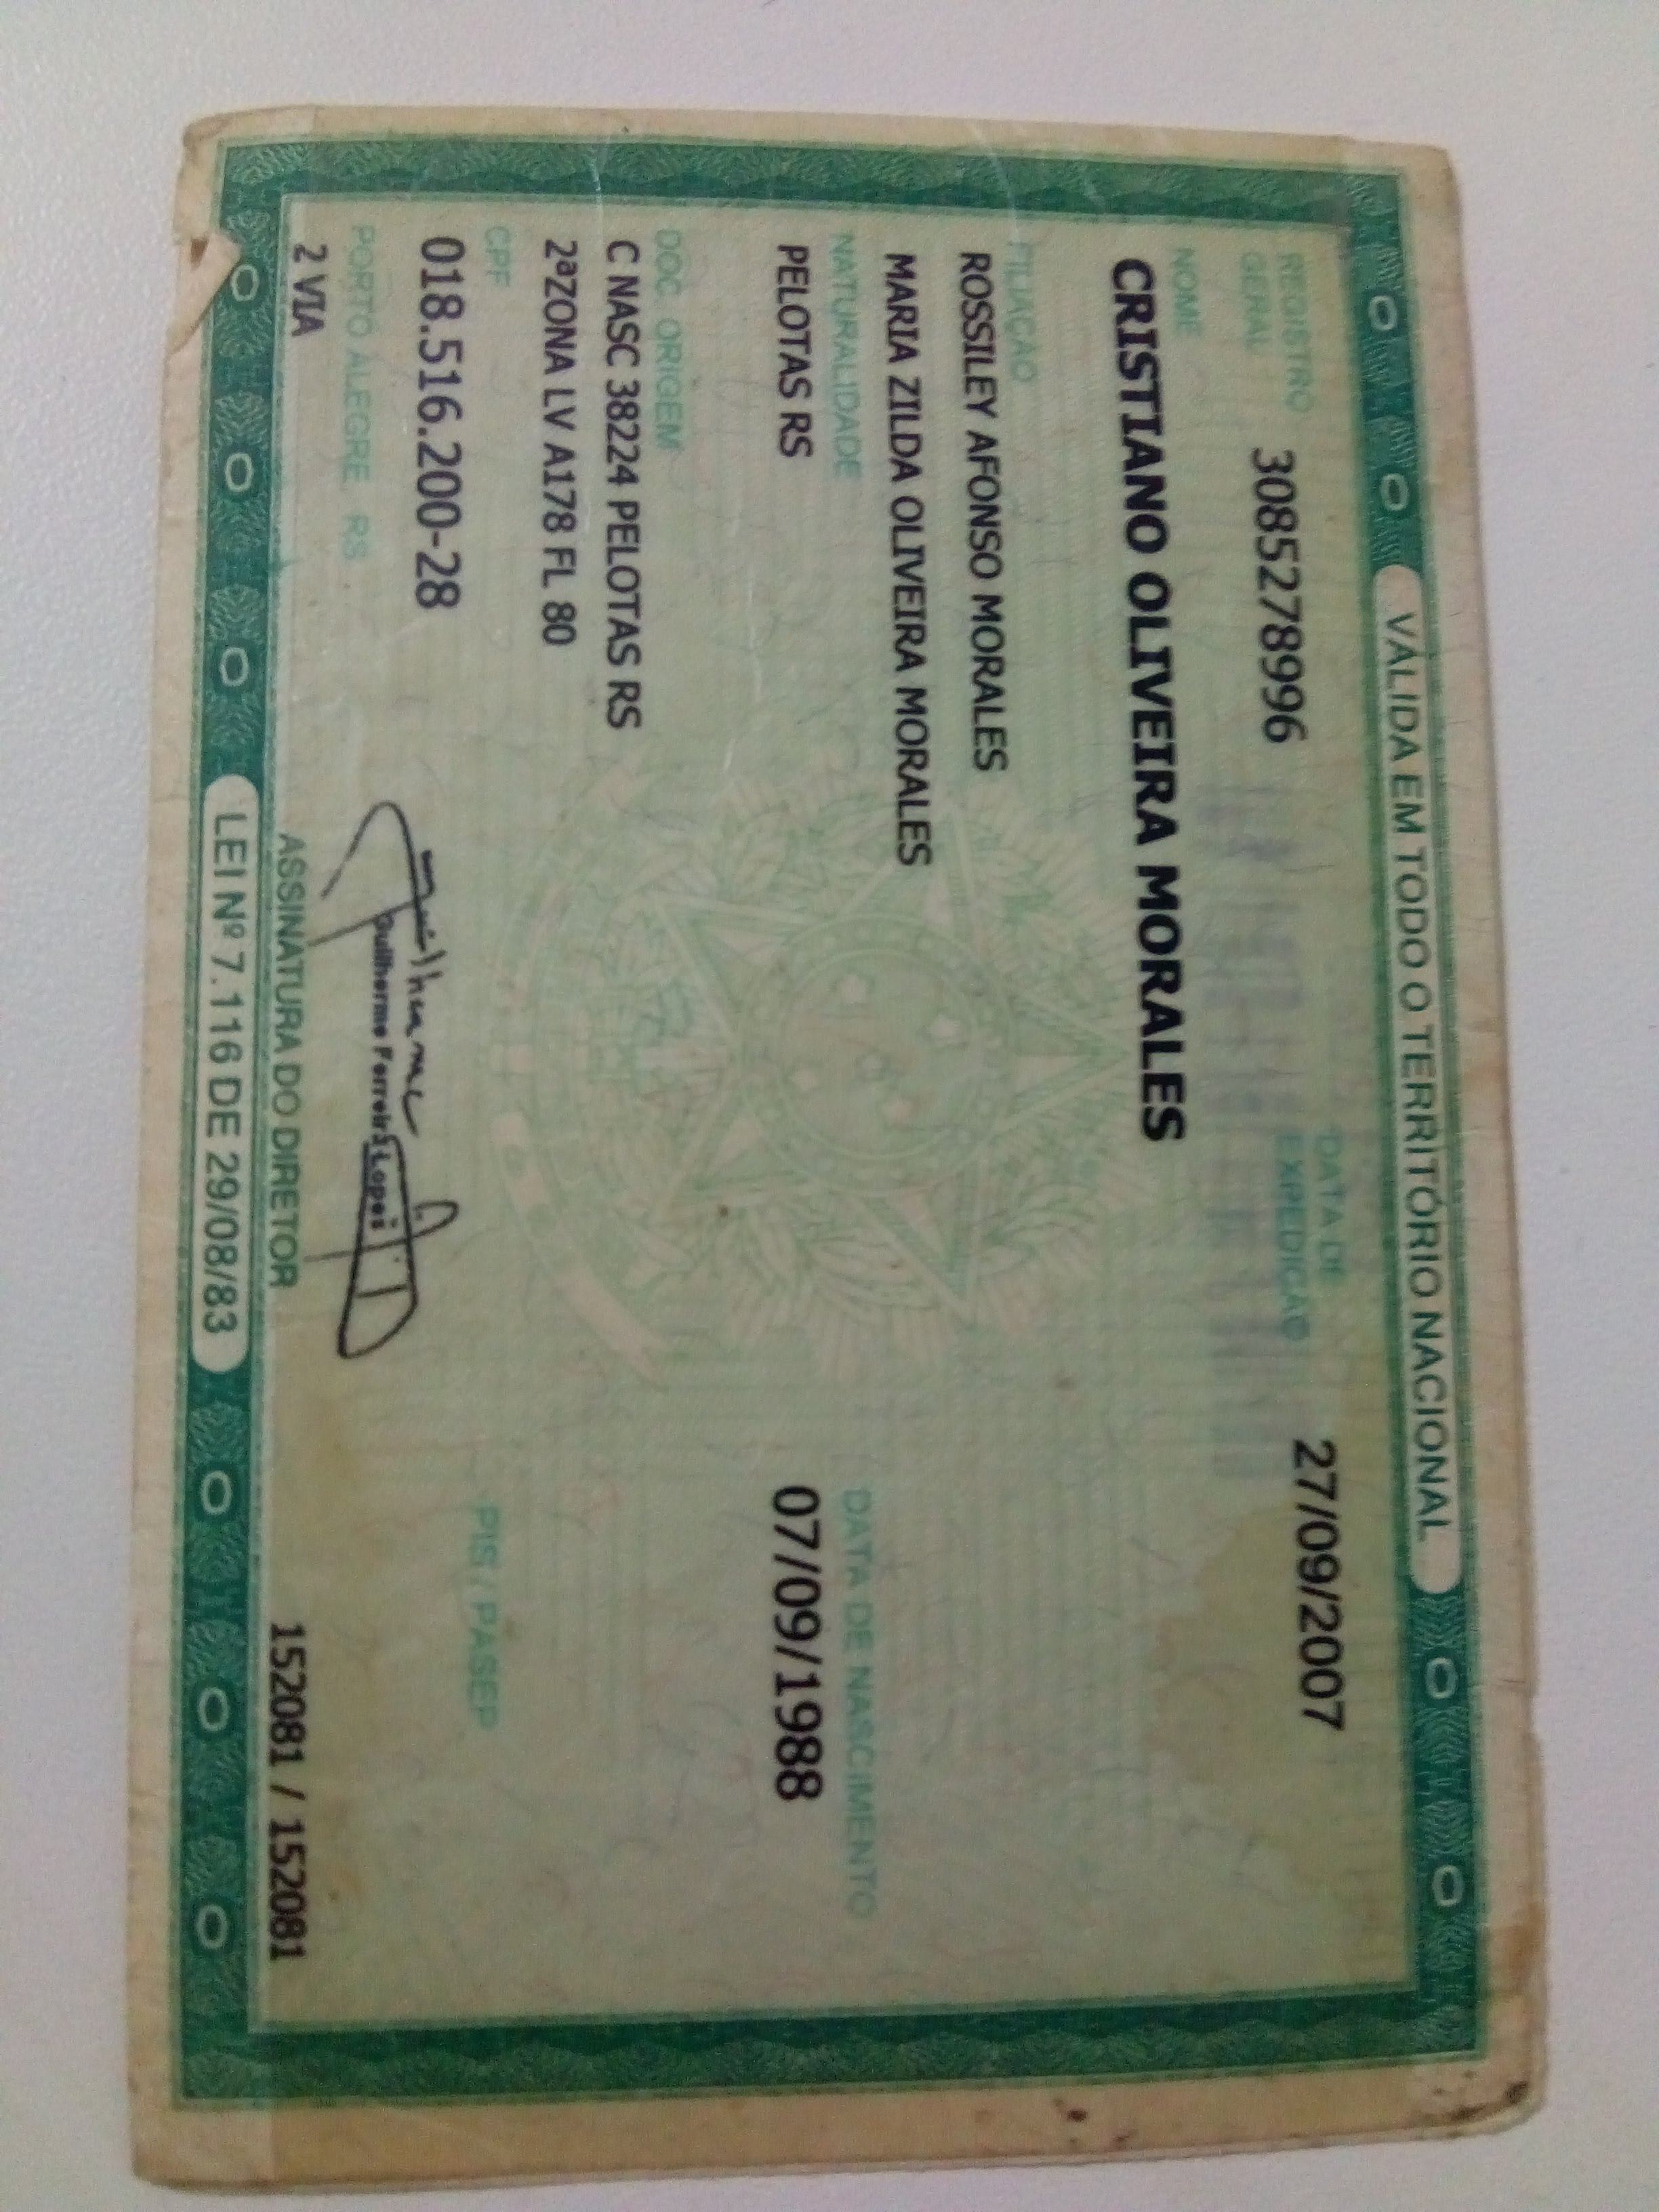 VÁLIDA EM TODO O TERRITÓRIO NACIONAL
REGISTRO GERAL 3085278996 DATA DE EXPEDIÇÃO 27/09/2007
NOME
CRISTIANO OLIVEIRA MORALES
FILIAÇÃO
ROSSILEY AFONSO MORALES
MARIA ZILDA OLIVEIRA MORALES
NATURALIDADE DATA DE NASCIMENTO
PELOTAS RS 07/09/1988
DOC. ORIGEM
C NASC 38224 PELOTAS RS
2ªZONA LV A178 FL 80
CPF PIS / PASEP
018.516.200-28
PORTO ALEGRE, RS
Guilherme Ferreira Lopes
2 VIA 152081 / 152081
ASSINATURA DO DIRETOR
LEI Nº 7.116 DE 29/08/83